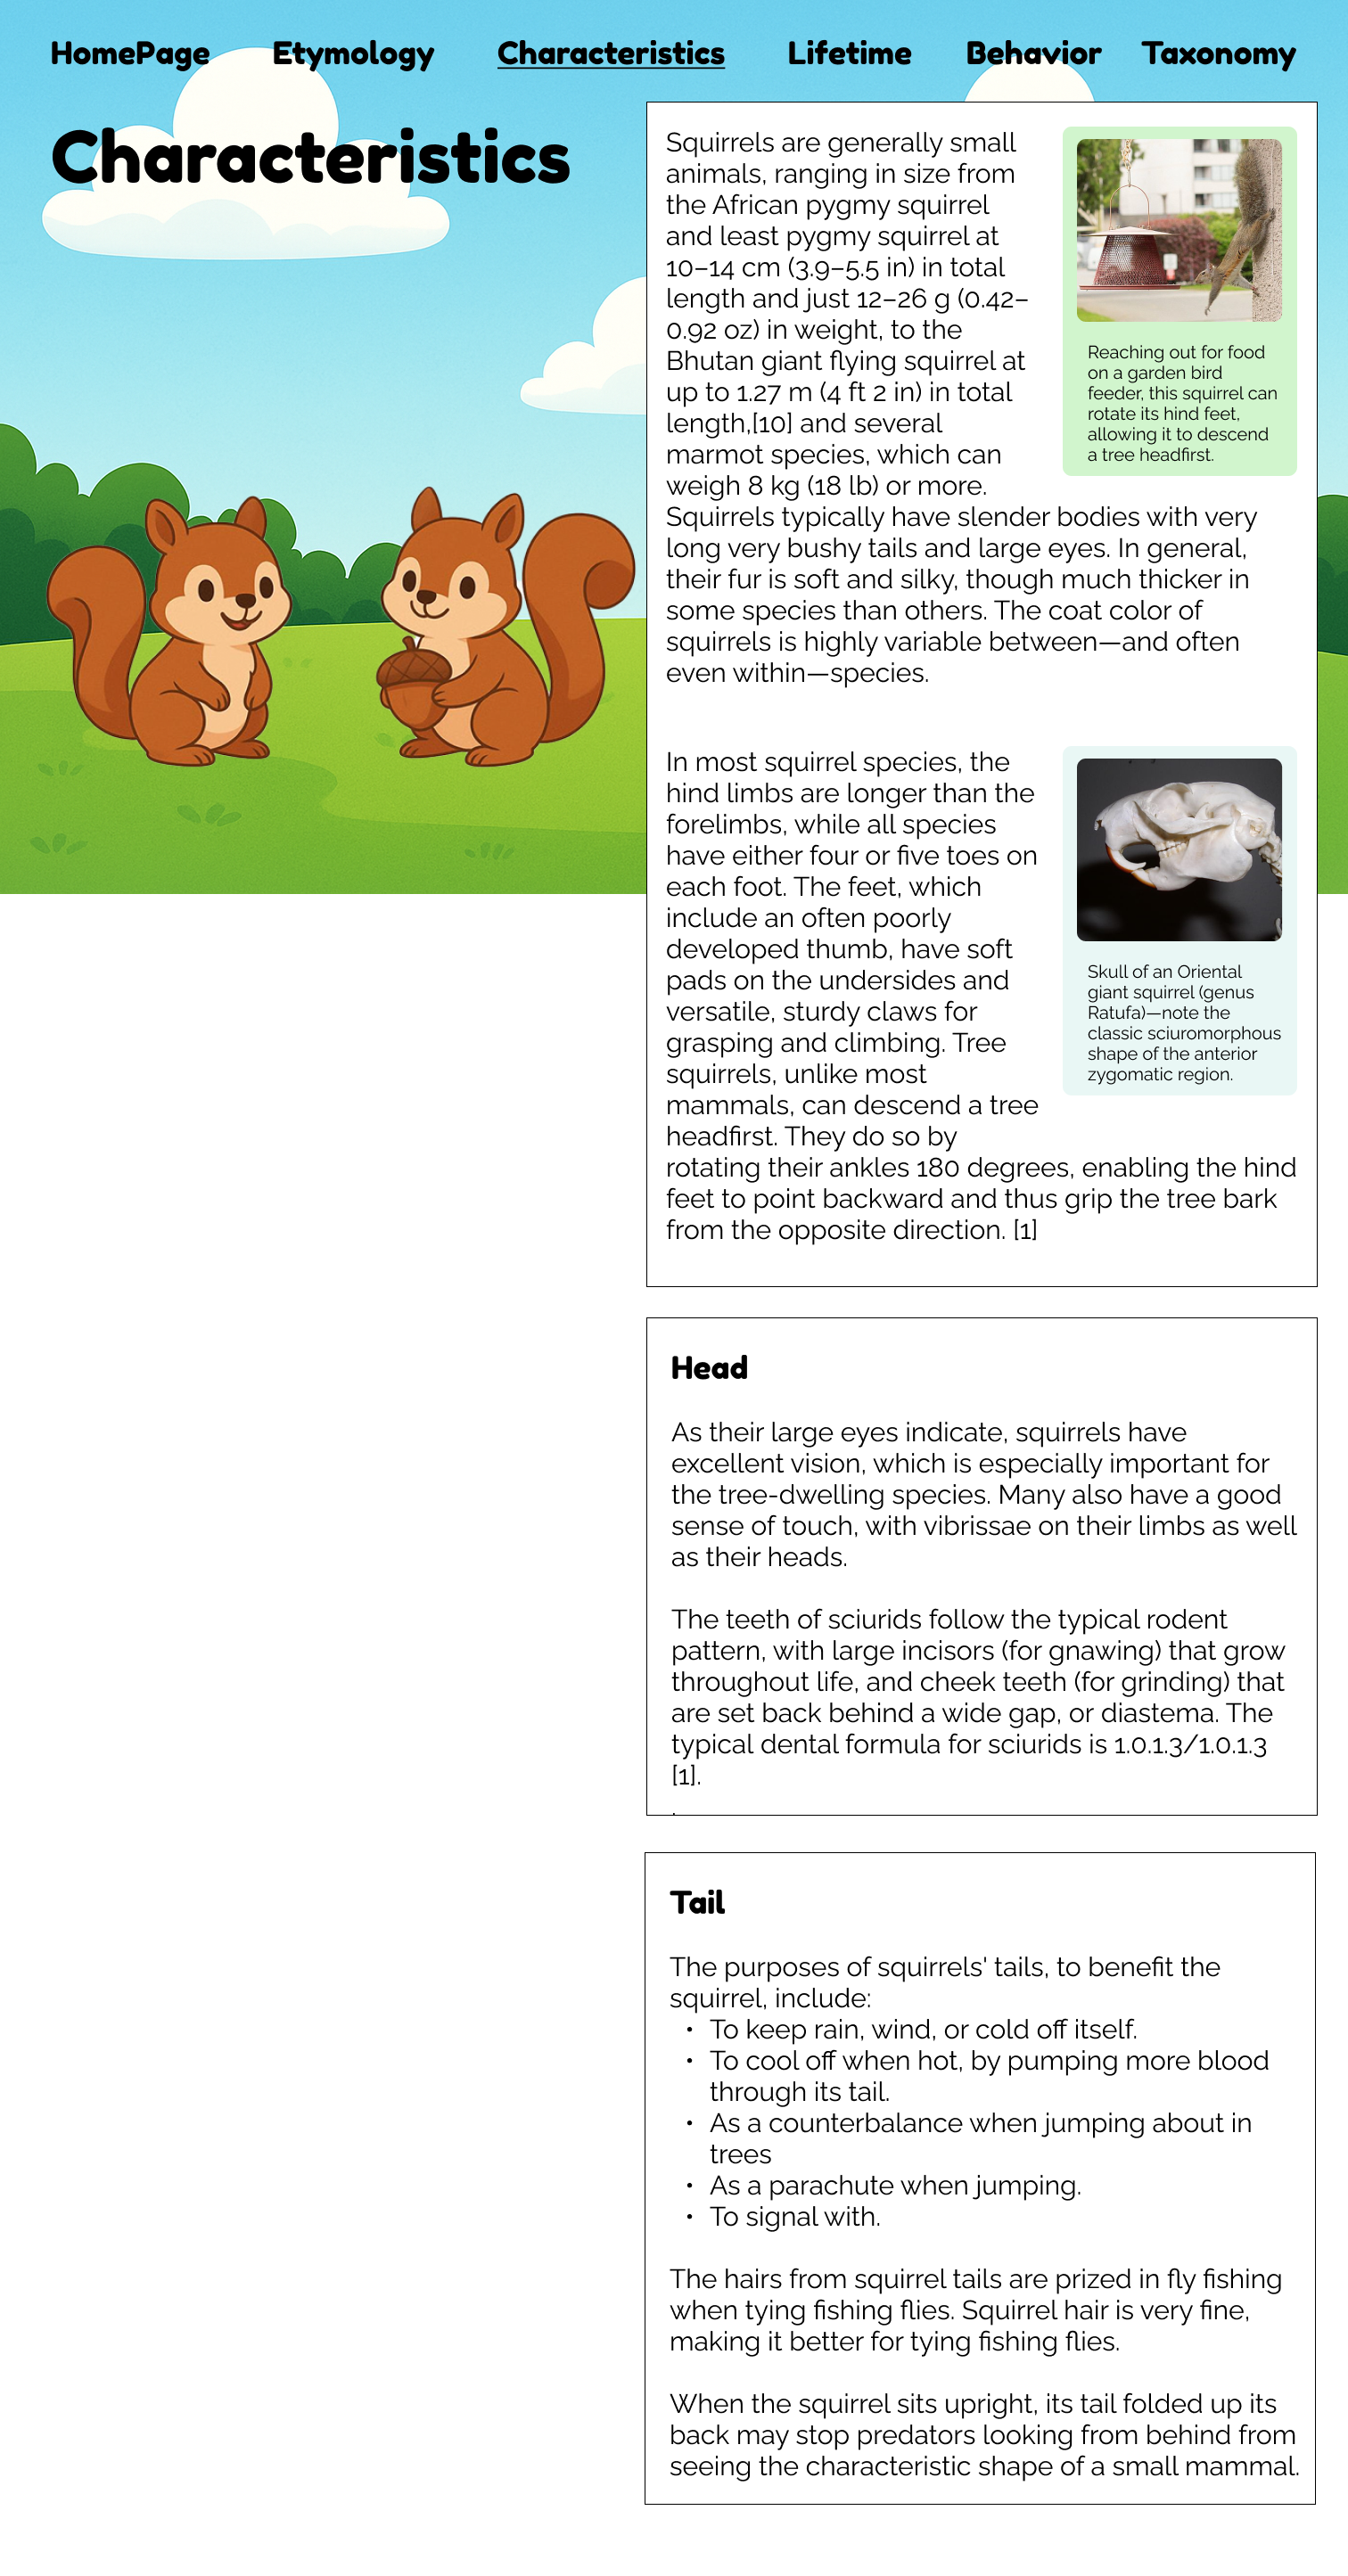 HomePage Etymology Characteristics Lifetime Behavior Taxonomy
Characteristics
Squirrels are generally small
animals, ranging in size from
the African pygmy squirrel
and least pygmy squirrel at
10–14 cm (3.9–5.5 in) in total
length and just 12–26 g (0.42–
0.92 oz) in weight, to the
Bhutan giant flying squirrel at
up to 1.27 m (4 ft 2 in) in total
length,[10] and several
marmot species, which can
weigh 8 kg (18 lb) or more.
Squirrels typically have slender bodies with very
long very bushy tails and large eyes. In general,
their fur is soft and silky, though much thicker in
some species than others. The coat color of
squirrels is highly variable between—and often
even within—species.
Reaching out for food
on a garden bird
feeder, this squirrel can
rotate its hind feet,
allowing it to descend
a tree headfirst.
In most squirrel species, the
hind limbs are longer than the
forelimbs, while all species
have either four or five toes on
each foot. The feet, which
include an often poorly
developed thumb, have soft
pads on the undersides and
versatile, sturdy claws for
grasping and climbing. Tree
squirrels, unlike most
mammals, can descend a tree
headfirst. They do so by
rotating their ankles 180 degrees, enabling the hind
feet to point backward and thus grip the tree bark
from the opposite direction. [1]
Skull of an Oriental
giant squirrel (genus
Ratufa)—note the
classic sciuromorphous
shape of the anterior
zygomatic region.
Head
As their large eyes indicate, squirrels have
excellent vision, which is especially important for
the tree-dwelling species. Many also have a good
sense of touch, with vibrissae on their limbs as well
as their heads.
The teeth of sciurids follow the typical rodent
pattern, with large incisors (for gnawing) that grow
throughout life, and cheek teeth (for grinding) that
are set back behind a wide gap, or diastema. The
typical dental formula for sciurids is 1.0.1.3/1.0.1.3
[1].
.
Tail
The purposes of squirrels' tails, to benefit the
squirrel, include:
• To keep rain, wind, or cold off itself.
• To cool off when hot, by pumping more blood
through its tail.
• As a counterbalance when jumping about in
trees
• As a parachute when jumping.
• To signal with.
The hairs from squirrel tails are prized in fly fishing
when tying fishing flies. Squirrel hair is very fine,
making it better for tying fishing flies.
When the squirrel sits upright, its tail folded up its
back may stop predators looking from behind from
seeing the characteristic shape of a small mammal.